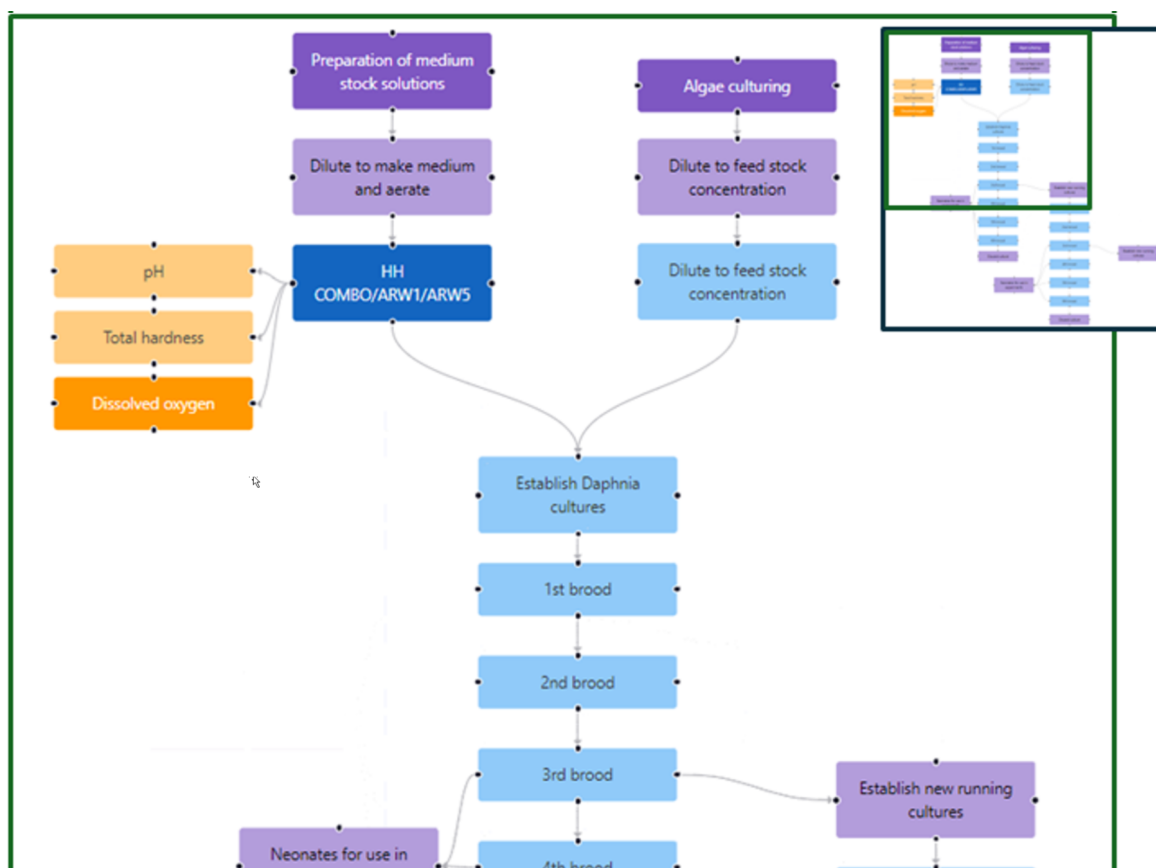 Preparation of medium
stock solutions
Algae culturing
Dilute to make medium
and aerate
Dilute to feed stock
concentration
pH
HH
COMBO/ARW1/ARW5
Dilute to feed stock
concentration
Total hardness
Dissolved oxygen
Establish Daphnia
cultures
1st brood
2nd brood
3rd brood
Establish new running
cultures
Neonates for use in
4th brood